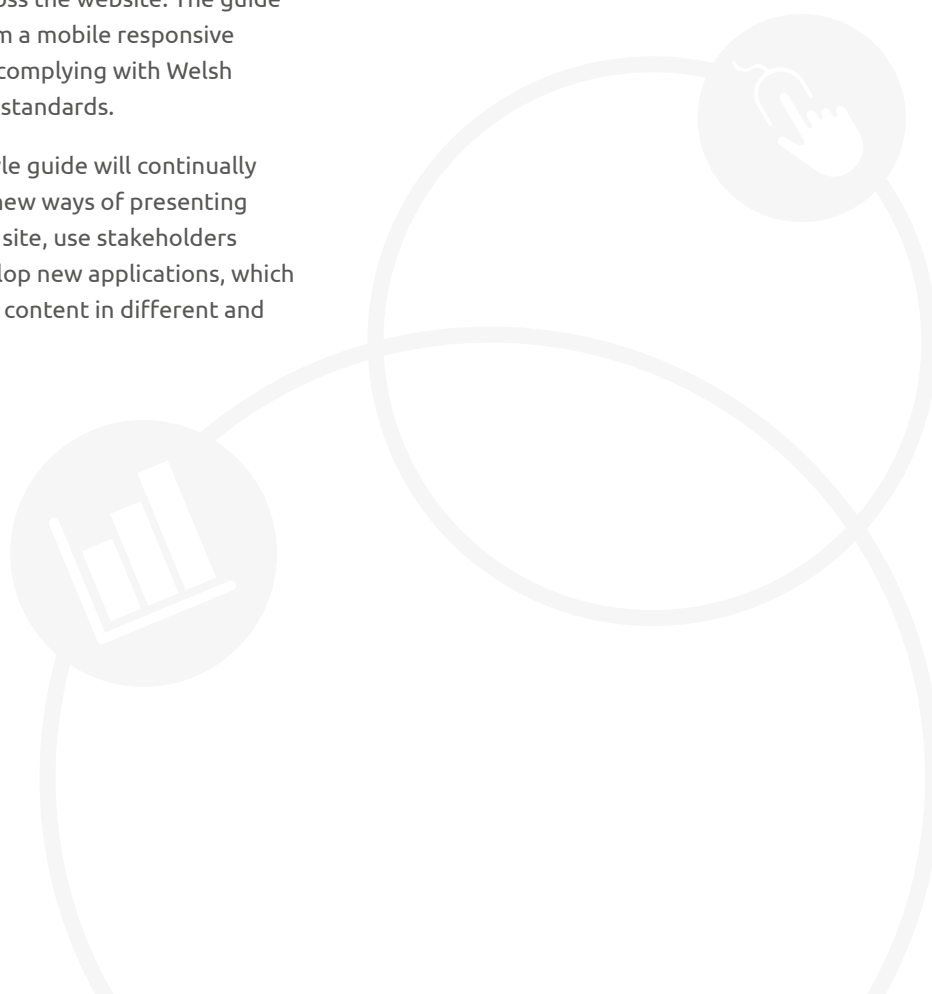 oss the website. The guide
m a mobile responsive
complying with Welsh
standards.
le guide will continually
new ways of presenting
site, use stakeholders
lop new applications, which
content in different and